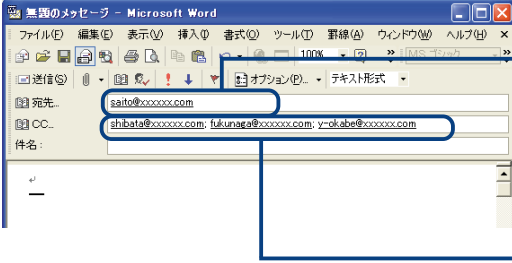 無題のメッセージ - Microsoft Word
ファイル(F) 編集(E) 表示(V) 挿入(I) 書式(O) ツール(T) 罫線(A) ウィンドウ(W) ヘルプ(H) ×
100% » MS ゴシック »
送信(S) オプション(P)... テキスト形式
宛先... saito@xxxxxx.com
CC... shibata@xxxxxx.com; fukunaga@xxxxxx.com; y-okabe@xxxxxx.com
件名: